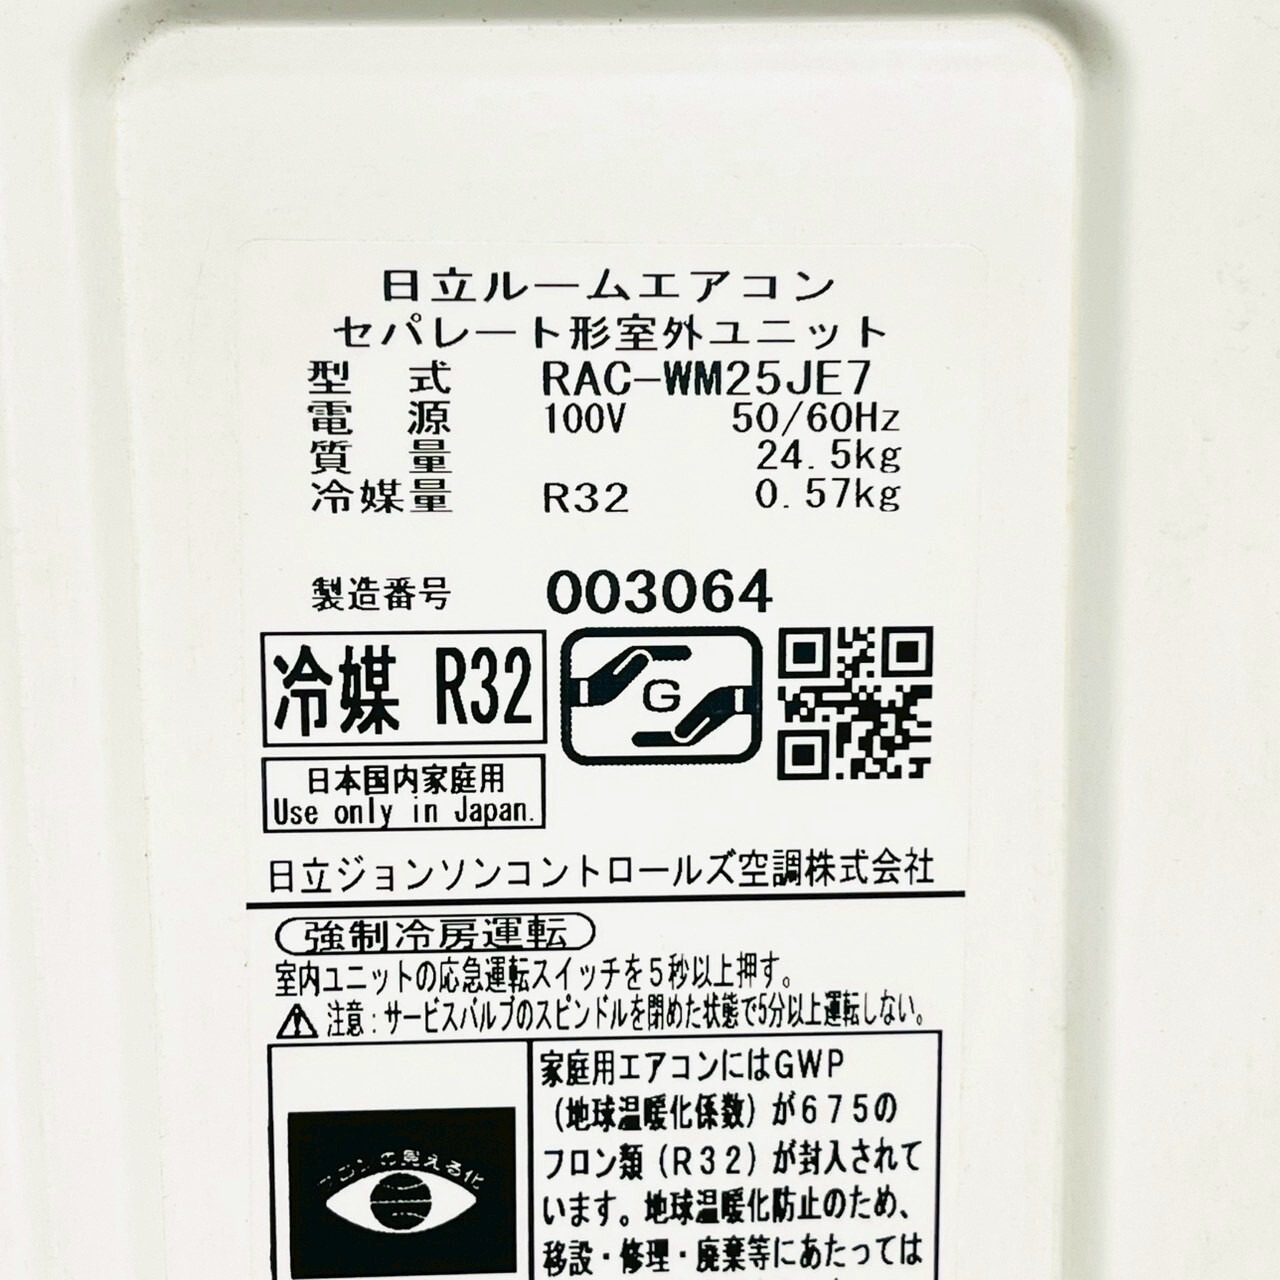 日立ルームエアコン
セパレート形室外ユニット
型 式 RAC-WM25JE7
電 源 100V 50/60Hz
質 量 24.5kg
冷媒量 R32 0.57kg
製造番号 003064
冷媒 R32
G
日本国内家庭用
Use only in Japan.
日立ジョンソンコントロールズ空調株式会社
強制冷房運転
室内ユニットの応急運転スイッチを5秒以上押す。
注意:サービスバルブのスピンドルを閉めた状態で5分以上運転しない。
フロンの見える化
家庭用エアコンにはGWP
(地球温暖化係数)が675の
フロン類(R32)が封入されて
います。地球温暖化防止のため、
移設・修理・廃棄等にあたっては